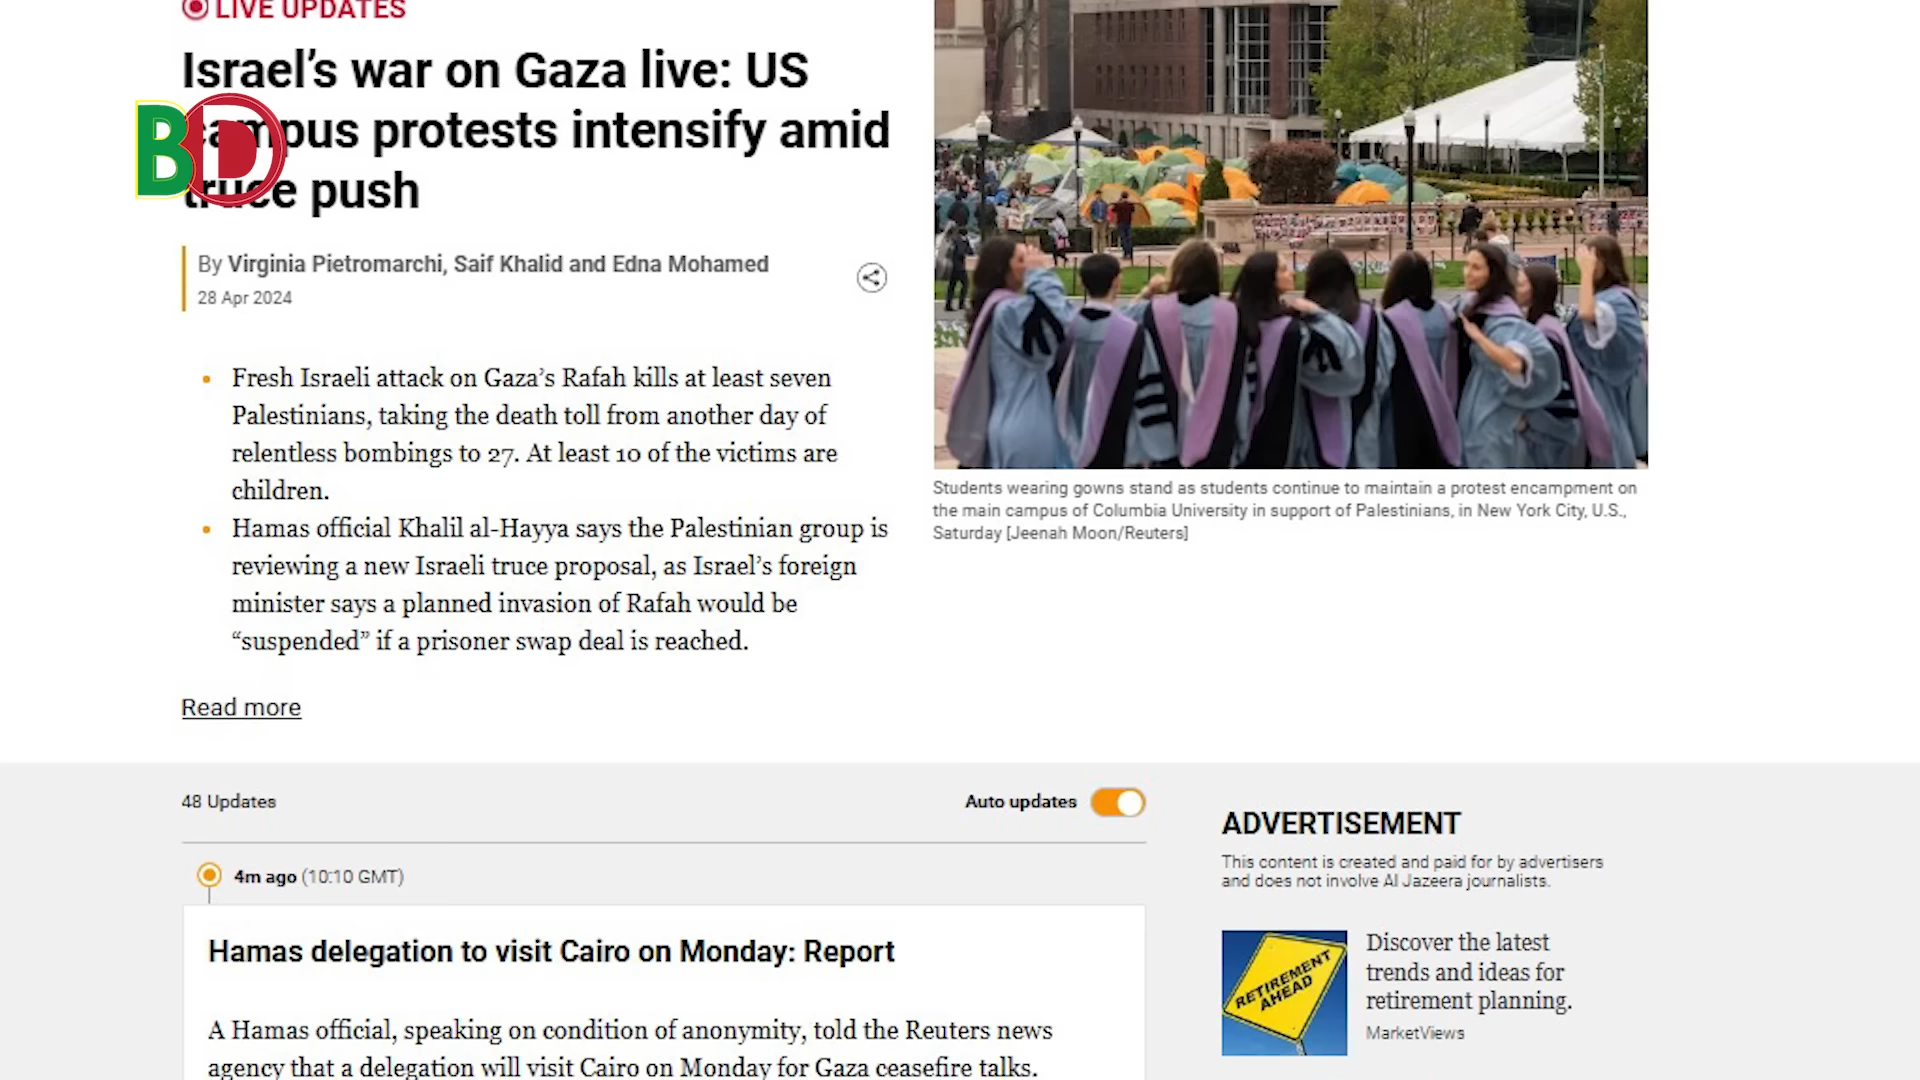 LIVE UPDATES
Israel’s war on Gaza live: US
campus protests intensify amid
truce push
BD
By Virginia Pietromarchi, Saif Khalid and Edna Mohamed
28 Apr 2024
• Fresh Israeli attack on Gaza’s Rafah kills at least seven
Palestinians, taking the death toll from another day of
relentless bombings to 27. At least 10 of the victims are
children.
• Hamas official Khalil al-Hayya says the Palestinian group is
reviewing a new Israeli truce proposal, as Israel’s foreign
minister says a planned invasion of Rafah would be
“suspended” if a prisoner swap deal is reached.
Read more
Students wearing gowns stand as students continue to maintain a protest encampment on
the main campus of Columbia University in support of Palestinians, in New York City, U.S.,
Saturday [Jeenah Moon/Reuters]
48 Updates
Auto updates
4m ago (10:10 GMT)
Hamas delegation to visit Cairo on Monday: Report
A Hamas official, speaking on condition of anonymity, told the Reuters news
agency that a delegation will visit Cairo on Monday for Gaza ceasefire talks.
ADVERTISEMENT
This content is created and paid for by advertisers
and does not involve Al Jazeera journalists.
RETIREMENT
AHEAD
Discover the latest
trends and ideas for
retirement planning.
MarketViews